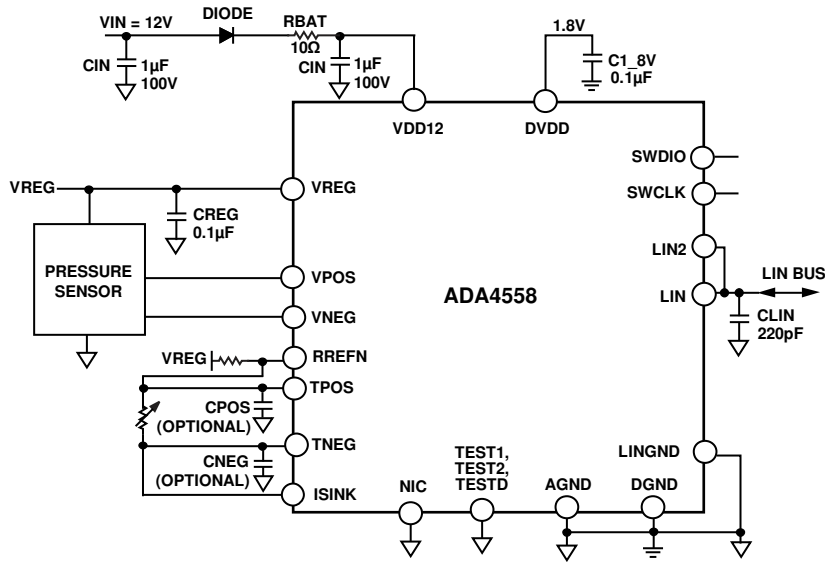 VIN = 12V
DIODE
RBAT
10Ω
CIN
1µF
100V
CIN
1µF
100V
1.8V
C1_8V
0.1µF
VDD12
DVDD
VREG
VREG
CREG
0.1µF
PRESSURE
SENSOR
VPOS
VNEG
VREG
RREFN
TPOS
CPOS
(OPTIONAL)
TNEG
CNEG
(OPTIONAL)
ISINK
ADA4558
SWDIO
SWCLK
LIN2
LIN
LIN BUS
CLIN
220pF
LINGND
NIC
TEST1,
TEST2,
TESTD
AGND
DGND